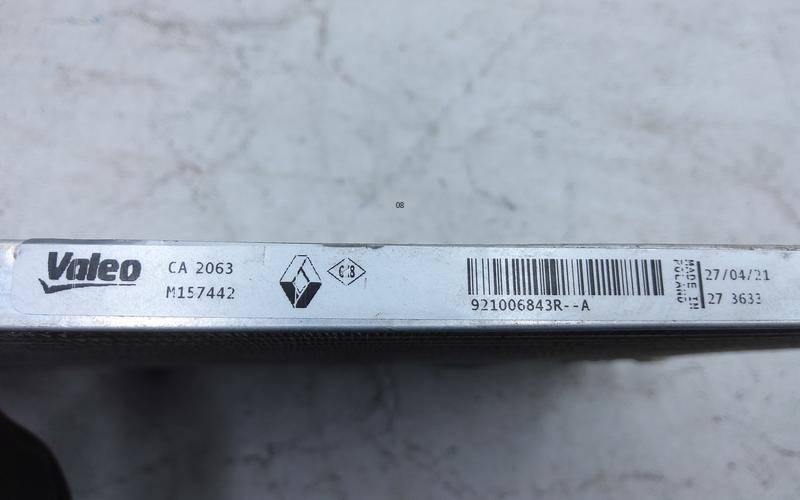 08
Valeo
CA 2063
M157442
921006843R--A
MADE IN
POLAND
27/04/21
27 3633